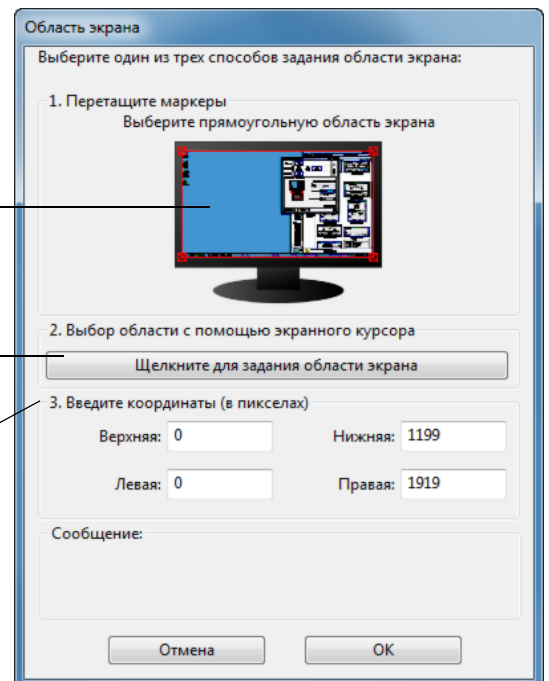 Область экрана
Выберите один из трех способов задания области экрана:
1. Перетащите маркеры
Выберите прямоугольную область экрана
2. Выбор области с помощью экранного курсора
Щелкните для задания области экрана
3. Введите координаты (в пикселах)
Верхняя: 0 Нижняя: 1199
Левая: 0 Правая: 1919
Сообщение:
Отмена OK